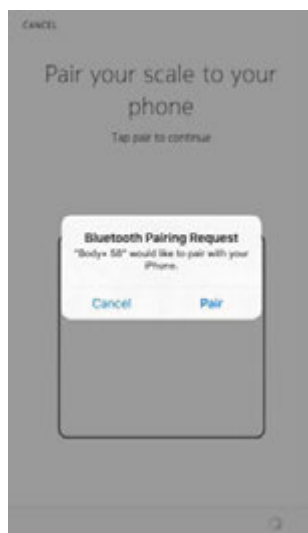 CANCEL
Pair your scale to your
phone
Tap pair to continue
Bluetooth Pairing Request
"Body+ 58" would like to pair with your
iPhone.
Cancel
Pair